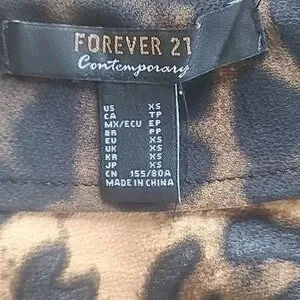 FOREVER 21
Contemporary
US XS
CA TP
MX/ECU EP
BR PP
EU XS
UK XS
KR XS
JP XS
CN 155/80A
MADE IN CHINA